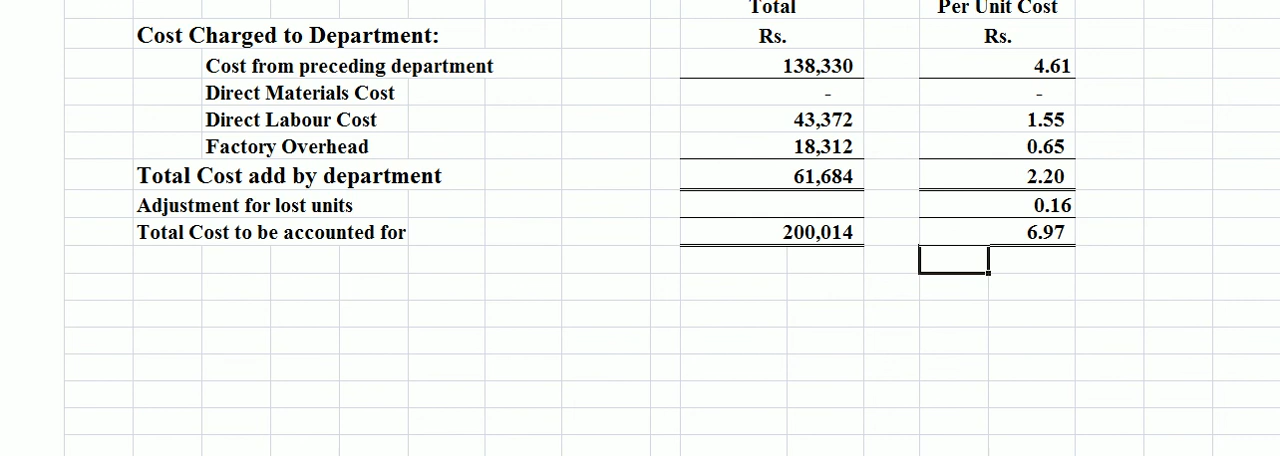 Total Per Unit Cost
Cost Charged to Department: Rs. Rs.
Cost from preceding department 138,330 4.61
Direct Materials Cost - -
Direct Labour Cost 43,372 1.55
Factory Overhead 18,312 0.65
Total Cost add by department 61,684 2.20
Adjustment for lost units 0.16
Total Cost to be accounted for 200,014 6.97